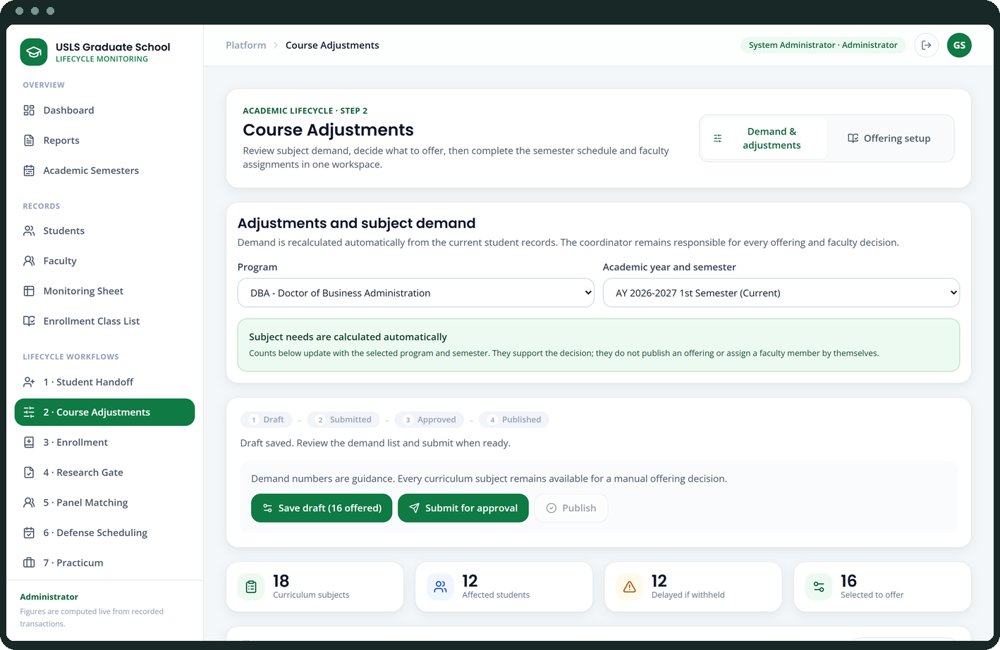 USLS Graduate School
LIFECYCLE MONITORING
OVERVIEW
Dashboard
Reports
Academic Semesters
RECORDS
Students
Faculty
Monitoring Sheet
Enrollment Class List
LIFECYCLE WORKFLOWS
1 · Student Handoff
2 · Course Adjustments
3 · Enrollment
4 · Research Gate
5 · Panel Matching
6 · Defense Scheduling
7 · Practicum
Administrator
Figures are computed live from recorded
transactions.
Platform > Course Adjustments
System Administrator · Administrator
GS
ACADEMIC LIFECYCLE · STEP 2
Course Adjustments
Review subject demand, decide what to offer, then complete the semester schedule and faculty
assignments in one workspace.
Demand &
adjustments
Offering setup
Adjustments and subject demand
Demand is recalculated automatically from the current student records. The coordinator remains responsible for every offering and faculty decision.
Program
DBA - Doctor of Business Administration
Academic year and semester
AY 2026-2027 1st Semester (Current)
Subject needs are calculated automatically
Counts below update with the selected program and semester. They support the decision; they do not publish an offering or assign a faculty member by themselves.
1 Draft - 2 Submitted - 3 Approved - 4 Published
Draft saved. Review the demand list and submit when ready.
Demand numbers are guidance. Every curriculum subject remains available for a manual offering decision.
Save draft (16 offered)
Submit for approval
Publish
18
Curriculum subjects
12
Affected students
12
Delayed if withheld
16
Selected to offer